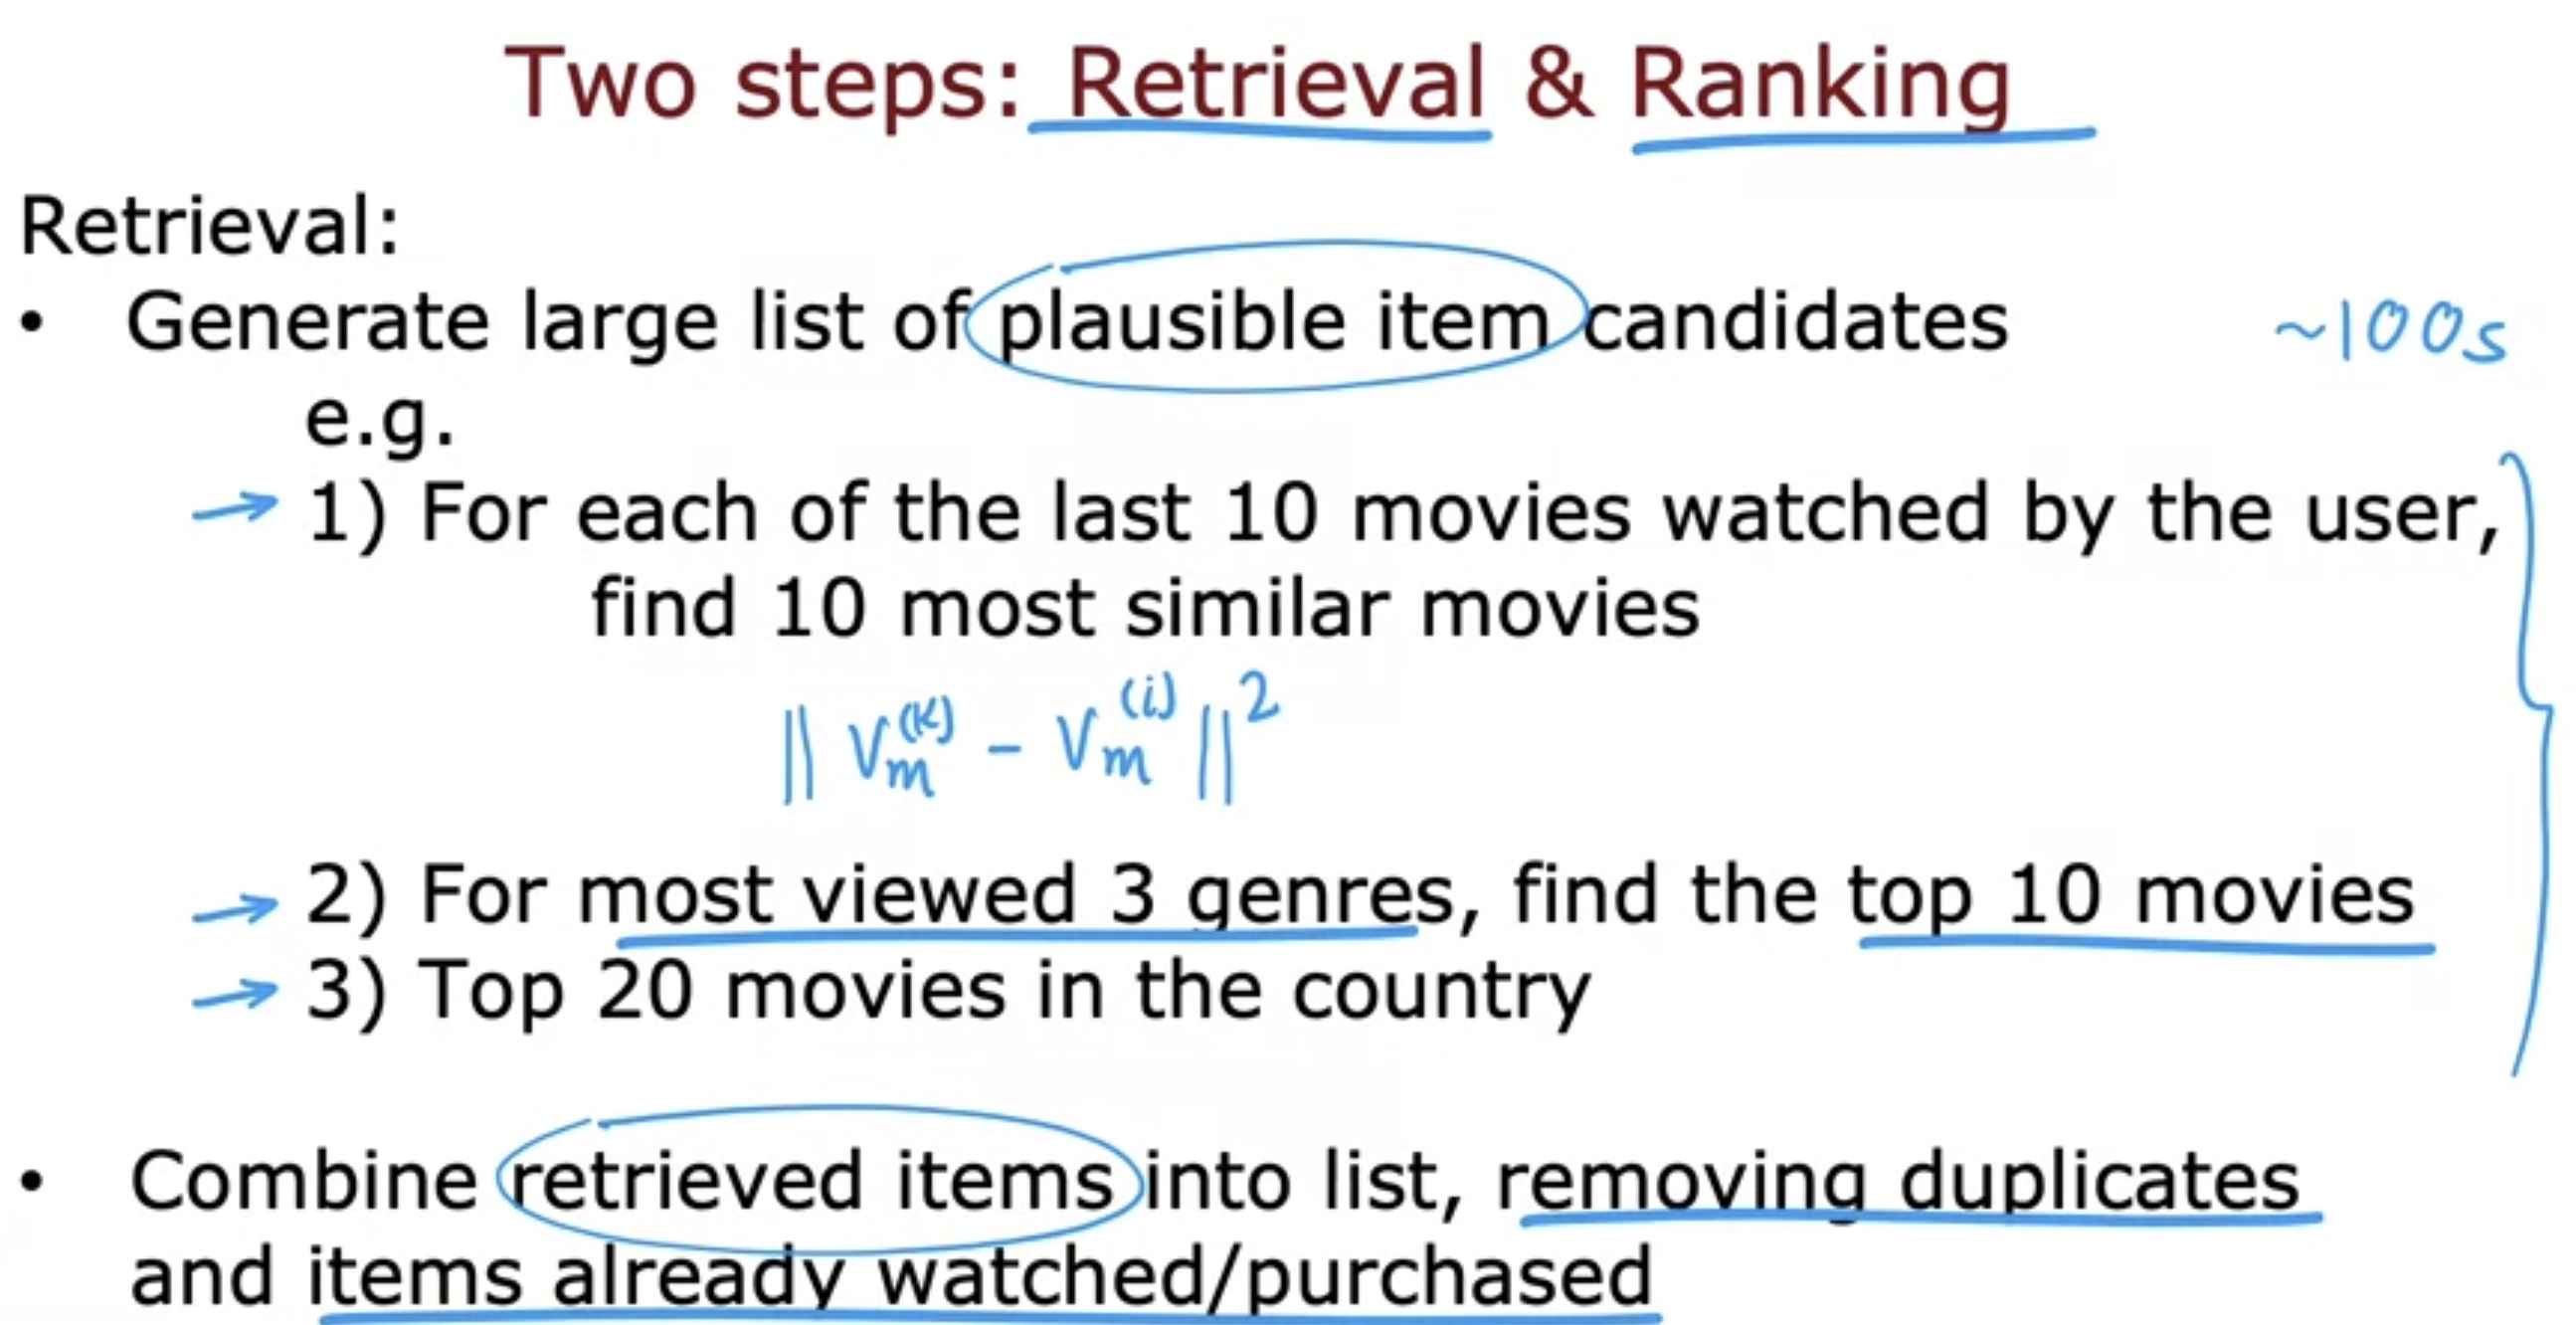 Two steps: Retrieval & Ranking
Retrieval:
• Generate large list of plausible item candidates ~100s
e.g.
→ 1) For each of the last 10 movies watched by the user,
find 10 most similar movies
|| Vm^(k) - Vm^(i) ||^2
→ 2) For most viewed 3 genres, find the top 10 movies
→ 3) Top 20 movies in the country
• Combine retrieved items into list, removing duplicates
and items already watched/purchased